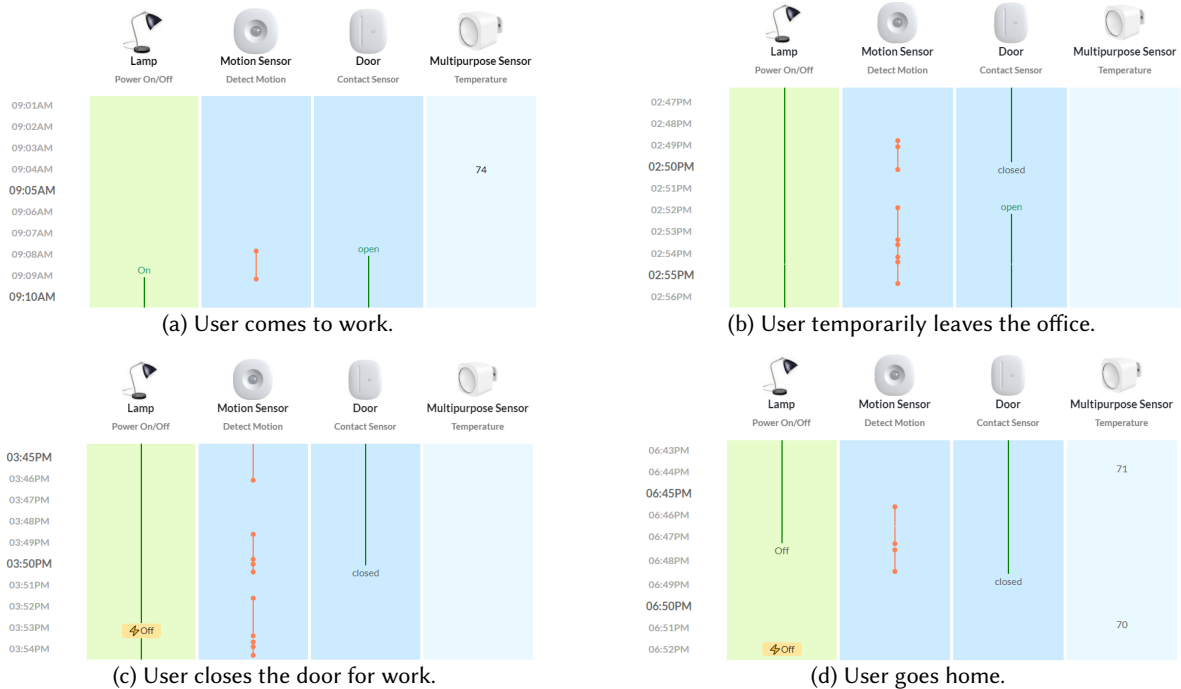 Lamp Motion Sensor Door Multipurpose Sensor
Power On/Off Detect Motion Contact Sensor Temperature
09:01AM
09:02AM
09:03AM
09:04AM 74
09:05AM
09:06AM
09:07AM
09:08AM open
09:09AM On
09:10AM
(a) User comes to work.
Lamp Motion Sensor Door Multipurpose Sensor
Power On/Off Detect Motion Contact Sensor Temperature
02:47PM
02:48PM
02:49PM
02:50PM closed
02:51PM
02:52PM open
02:53PM
02:54PM
02:55PM
02:56PM
(b) User temporarily leaves the office.
Lamp Motion Sensor Door Multipurpose Sensor
Power On/Off Detect Motion Contact Sensor Temperature
03:45PM
03:46PM
03:47PM
03:48PM
03:49PM
03:50PM closed
03:51PM
03:52PM
03:53PM Off
03:54PM
(c) User closes the door for work.
Lamp Motion Sensor Door Multipurpose Sensor
Power On/Off Detect Motion Contact Sensor Temperature
06:43PM
06:44PM 71
06:45PM
06:46PM
06:47PM Off
06:48PM
06:49PM closed
06:50PM
06:51PM 70
06:52PM Off
(d) User goes home.